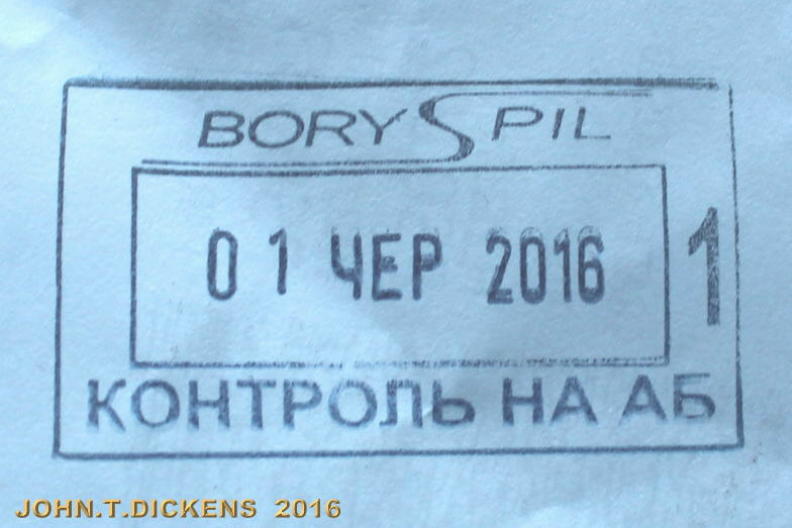 BORYSPIL
01 ЧЕР 2016
1
КОНТРОЛЬ НА АБ
JOHN.T.DICKENS 2016